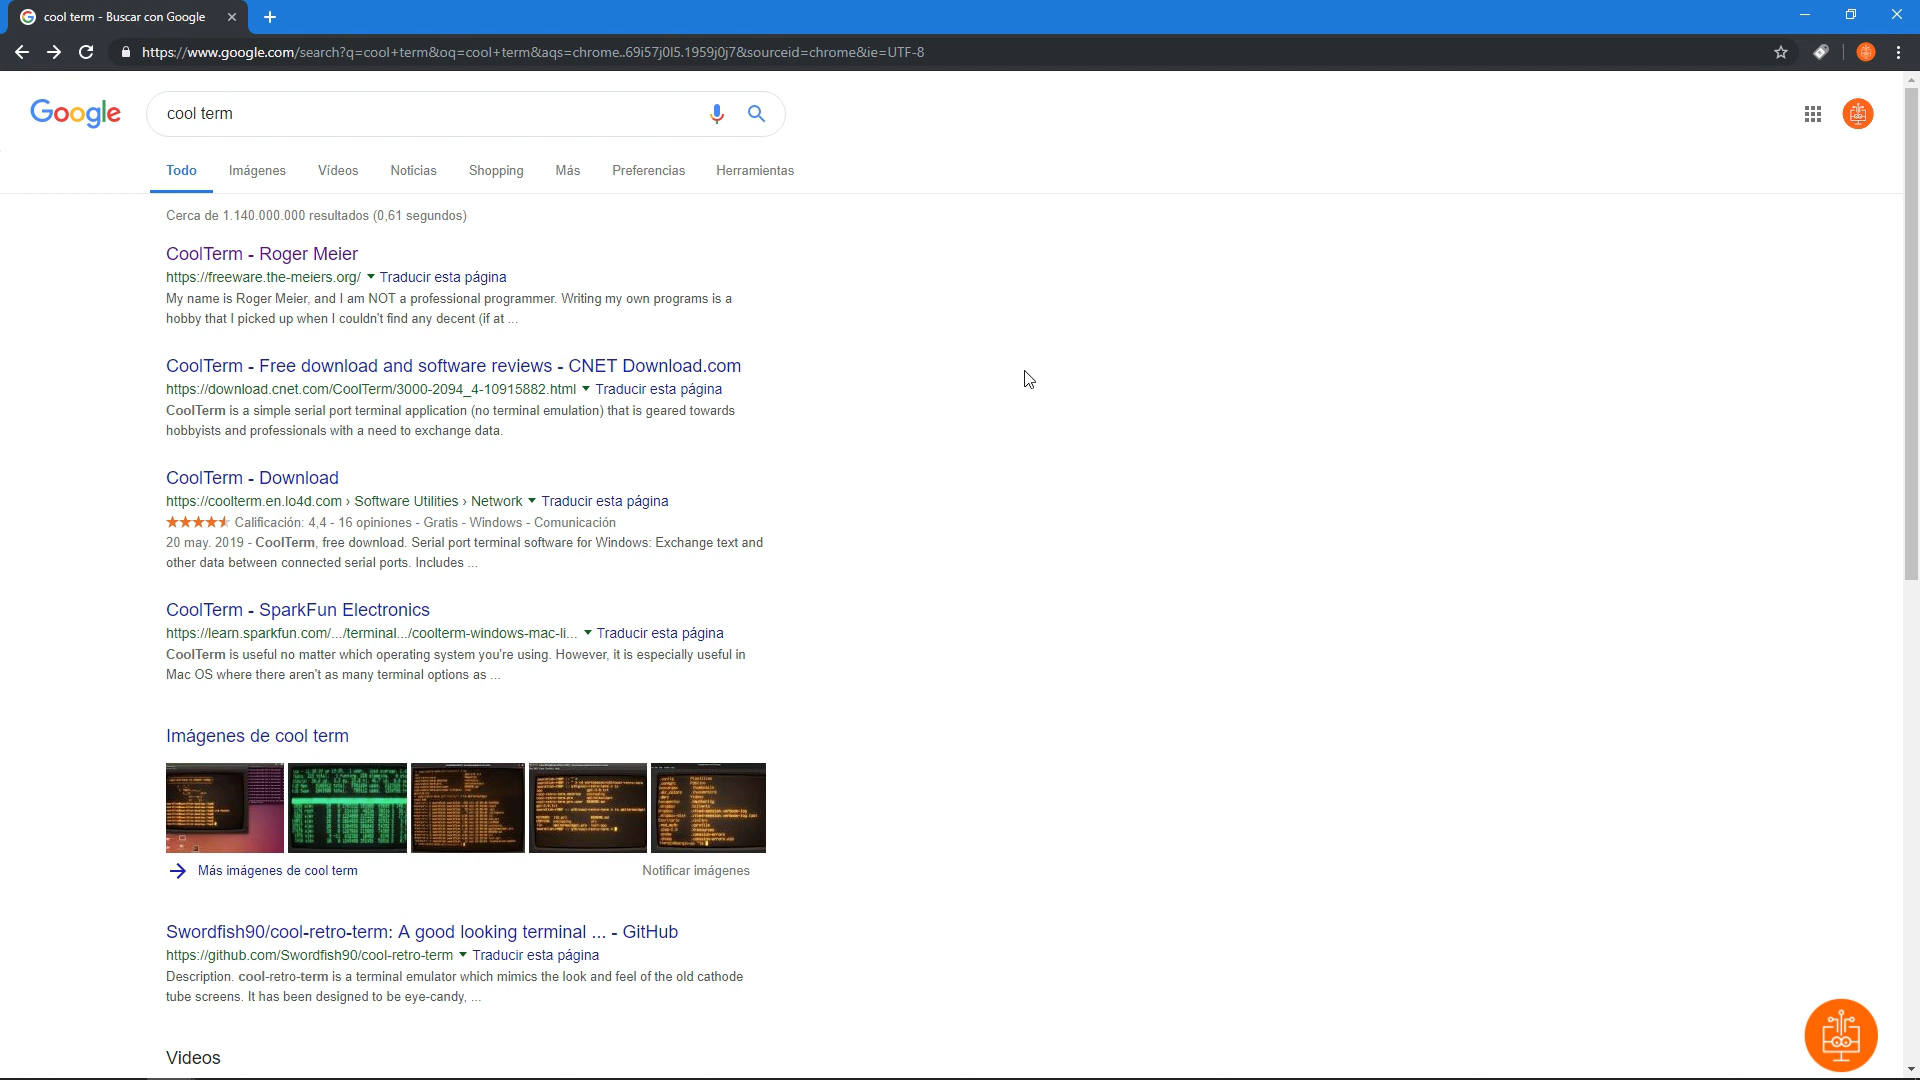 cool term - Buscar con Google
https://www.google.com/search?q=cool+term&oq=cool+term&aqs=chrome..69i57j0l5.1959j0j7&sourceid=chrome&ie=UTF-8
Google
cool term
Todo Imágenes Vídeos Noticias Shopping Más Preferencias Herramientas
Cerca de 1.140.000.000 resultados (0,61 segundos)
CoolTerm - Roger Meier
https://freeware.the-meiers.org/ Traducir esta página
My name is Roger Meier, and I am NOT a professional programmer. Writing my own programs is a
hobby that I picked up when I couldn't find any decent (if at ...
CoolTerm - Free download and software reviews - CNET Download.com
https://download.cnet.com/CoolTerm/3000-2094_4-10915882.html Traducir esta página
CoolTerm is a simple serial port terminal application (no terminal emulation) that is geared towards
hobbyists and professionals with a need to exchange data.
CoolTerm - Download
https://coolterm.en.lo4d.com › Software Utilities › Network Traducir esta página
Calificación: 4,4 - 16 opiniones - Gratis - Windows - Comunicación
20 may. 2019 - CoolTerm, free download. Serial port terminal software for Windows: Exchange text and
other data between connected serial ports. Includes ...
CoolTerm - SparkFun Electronics
https://learn.sparkfun.com/.../terminal.../coolterm-windows-mac-li... Traducir esta página
CoolTerm is useful no matter which operating system you're using. However, it is especially useful in
Mac OS where there aren't as many terminal options as ...
Imágenes de cool term
Más imágenes de cool term Notificar imágenes
Swordfish90/cool-retro-term: A good looking terminal ... - GitHub
https://github.com/Swordfish90/cool-retro-term Traducir esta página
Description. cool-retro-term is a terminal emulator which mimics the look and feel of the old cathode
tube screens. It has been designed to be eye-candy, ...
Videos